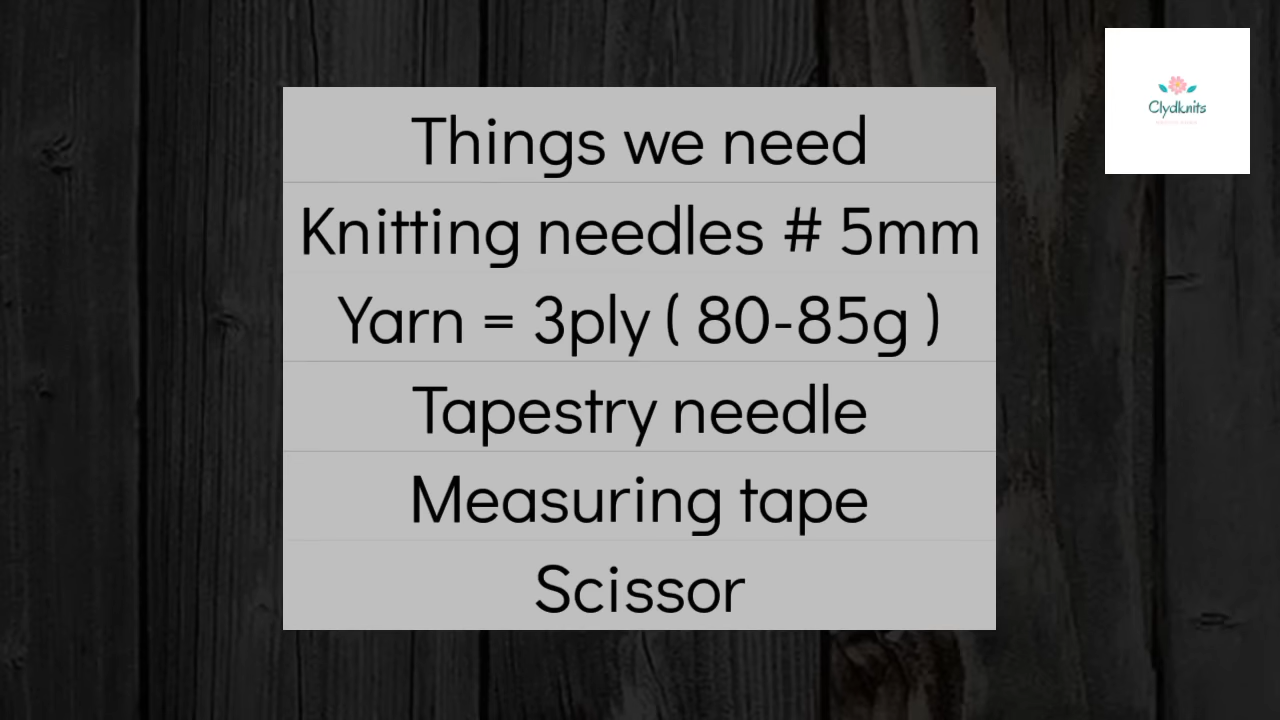 Things we need
Knitting needles # 5mm
Yarn = 3ply ( 80-85g )
Tapestry needle
Measuring tape
Scissor
Clydknits